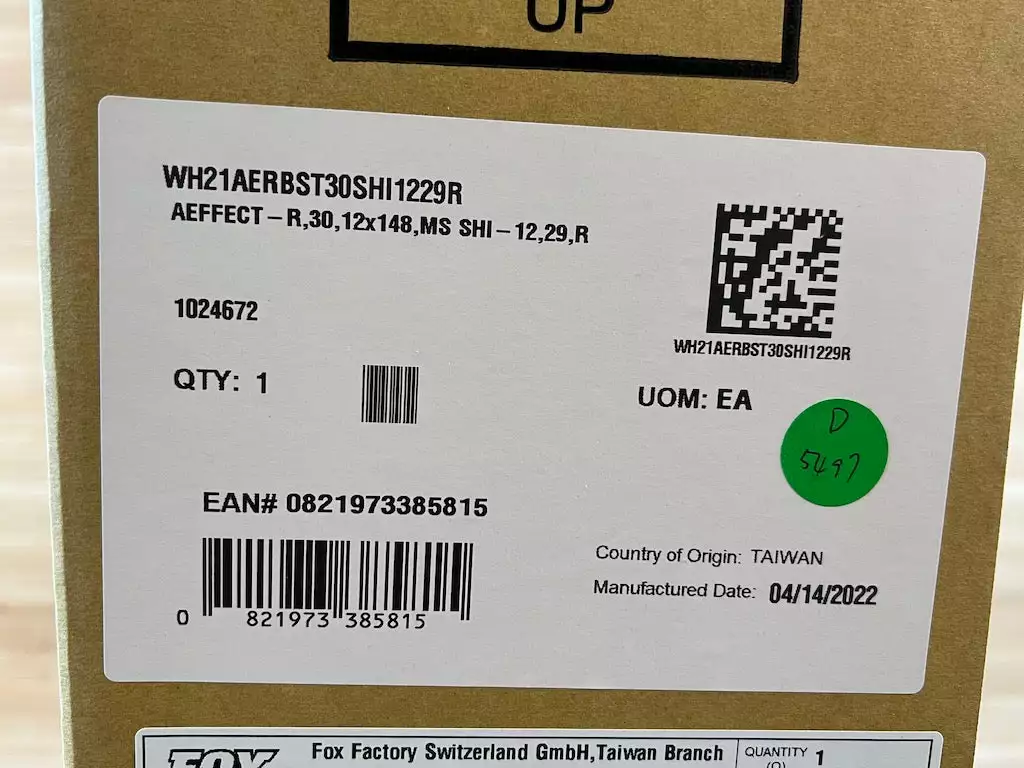 UP
WH21AERBST30SHI1229R
AEFFECT–R,30,12x148,MS SHI–12,29,R
WH21AERBST30SHI1229R
1024672
QTY: 1
UOM: EA
D
5497
EAN# 0821973385815
0 821973 385815
Country of Origin: TAIWAN
Manufactured Date: 04/14/2022
FOX
Fox Factory Switzerland GmbH,Taiwan Branch
QUANTITY 1
(Q)